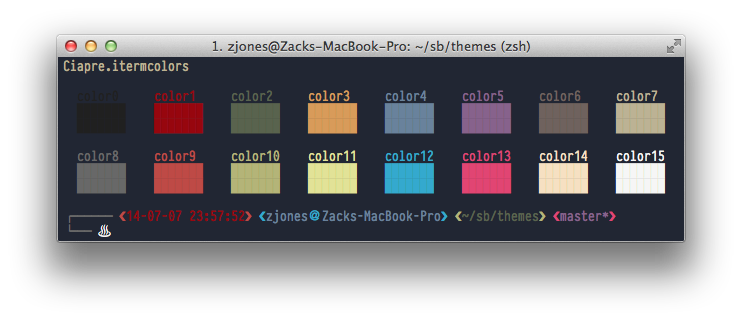 1. zjones@Zacks-MacBook-Pro: ~/sb/themes (zsh)
Ciapre.itermcolors
color0 color1 color2 color3 color4 color5 color6 color7
color8 color9 color10 color11 color12 color13 color14 color15
❮14-07-07 23:57:52❯ ❮zjones@Zacks-MacBook-Pro❯ ❮~/sb/themes❯ ❮master*❯